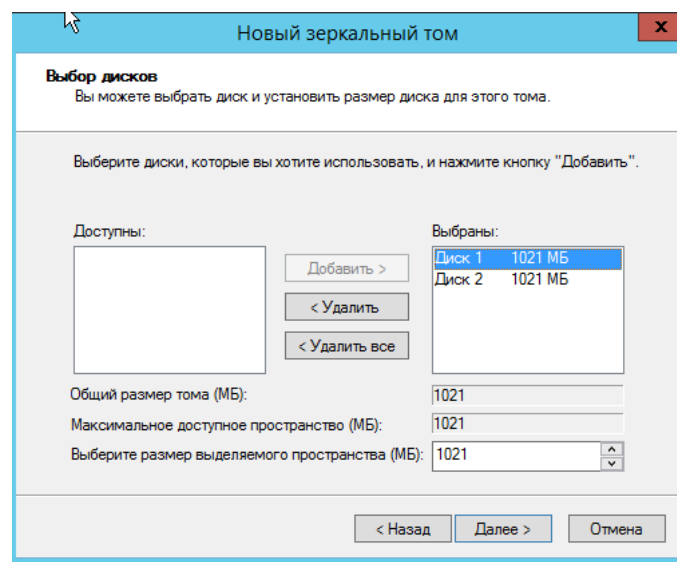 Новый зеркальный том
x
Выбор дисков
Вы можете выбрать диск и установить размер диска для этого тома.
Выберите диски, которые вы хотите использовать, и нажмите кнопку "Добавить".
Доступны:
Выбраны:
Добавить >
< Удалить
< Удалить все
Диск 1 1021 МБ
Диск 2 1021 МБ
Общий размер тома (МБ): 1021
Максимальное доступное пространство (МБ): 1021
Выберите размер выделяемого пространства (МБ): 1021
< Назад Далее > Отмена